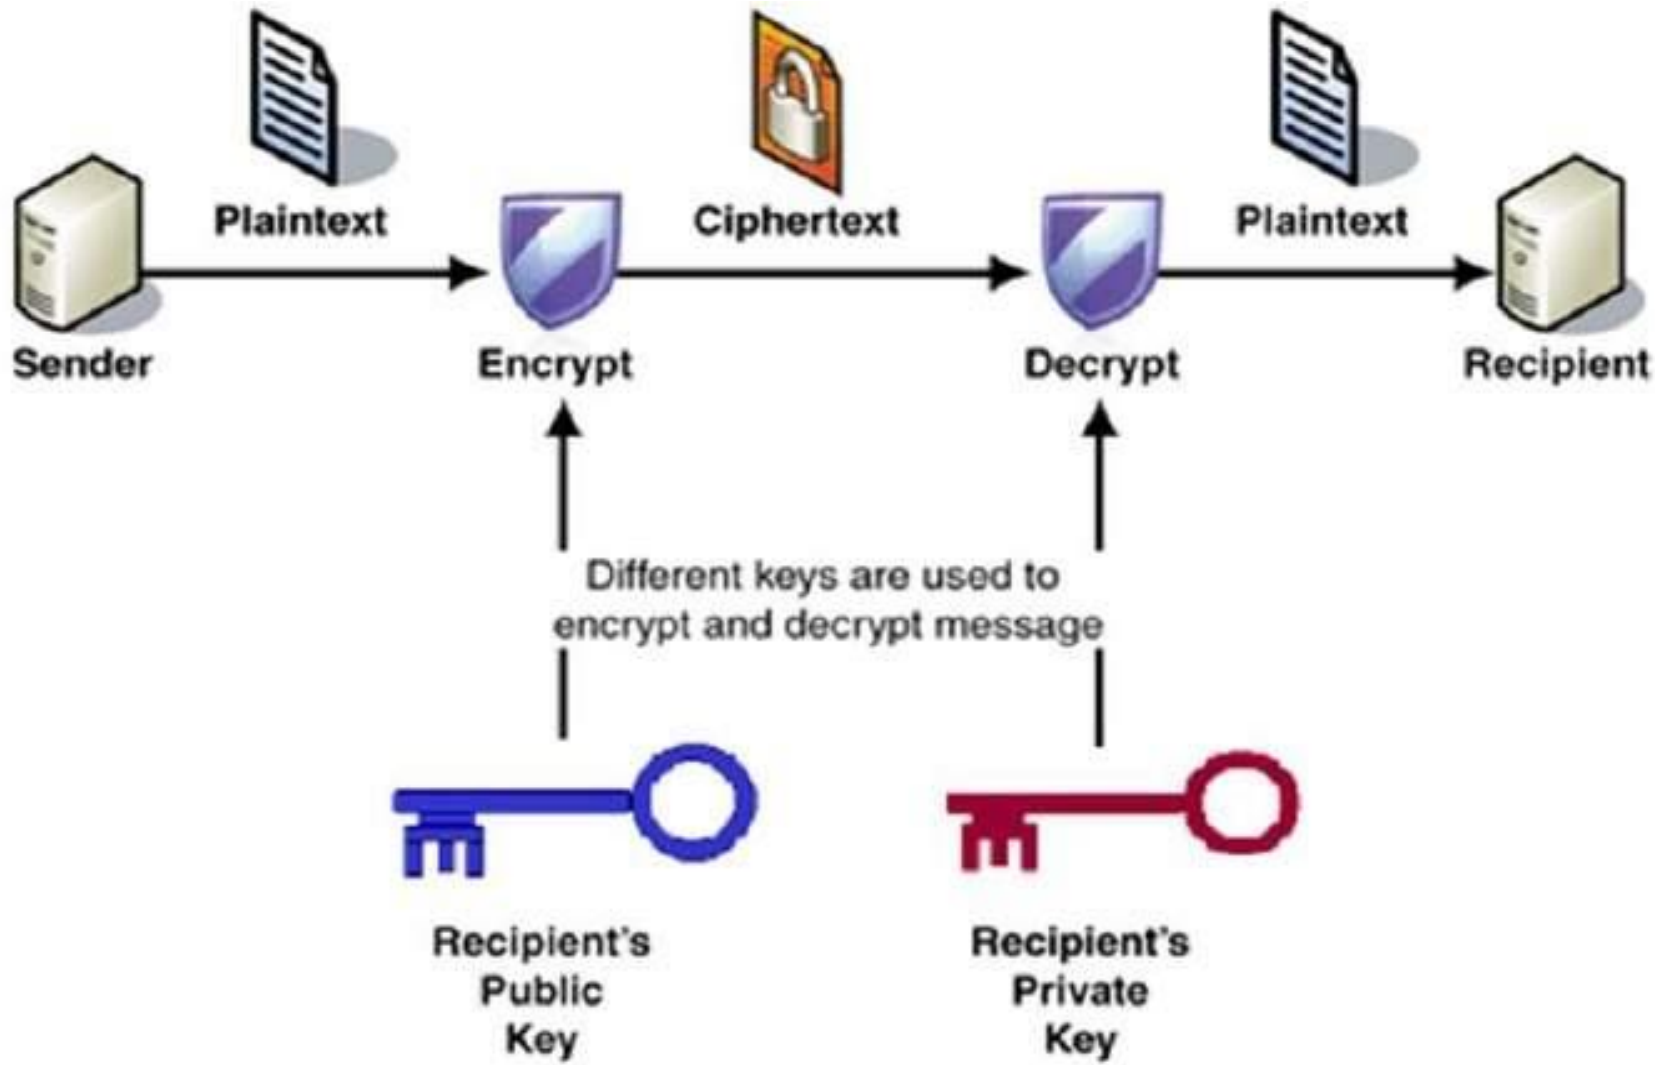 Plaintext
Ciphertext
Plaintext
Sender
Encrypt
Decrypt
Recipient
Different keys are used to
encrypt and decrypt message
Recipient's
Public
Key
Recipient's
Private
Key